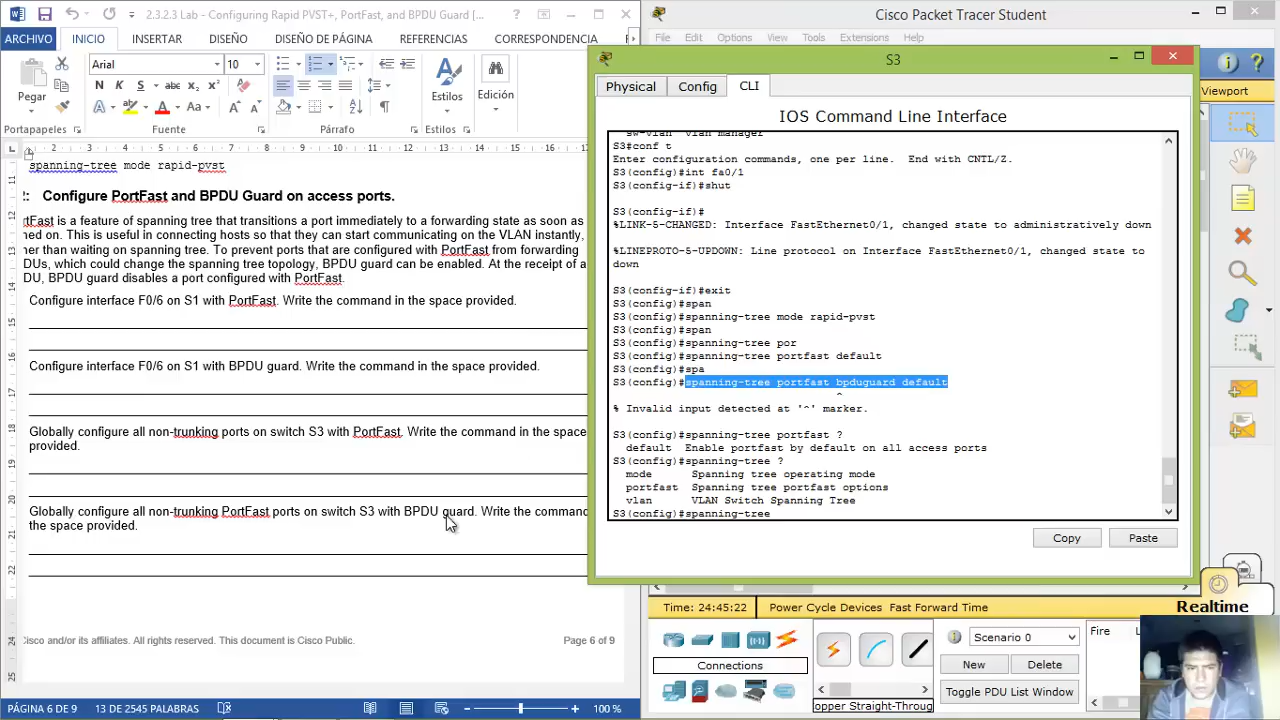 2.3.2.3 Lab - Configuring Rapid PVST+, PortFast, and BPDU Guard [...
ARCHIVO INICIO INSERTAR DISEÑO DISEÑO DE PÁGINA REFERENCIAS CORRESPONDENCIA
Arial 10
Pegar
Estilos
Edición
Portapapeles Fuente Párrafo Estilos
spanning-tree mode rapid-pvst
2: Configure PortFast and BPDU Guard on access ports.
rtFast is a feature of spanning tree that transitions a port immediately to a forwarding state as soon as
ned on. This is useful in connecting hosts so that they can start communicating on the VLAN instantly,
her than waiting on spanning tree. To prevent ports that are configured with PortFast from forwarding
DUs, which could change the spanning tree topology, BPDU guard can be enabled. At the receipt of a
DU, BPDU guard disables a port configured with PortFast.
Configure interface F0/6 on S1 with PortFast. Write the command in the space provided.
Configure interface F0/6 on S1 with BPDU guard. Write the command in the space provided.
Globally configure all non-trunking ports on switch S3 with PortFast. Write the command in the space
provided.
Globally configure all non-trunking PortFast ports on switch S3 with BPDU guard. Write the command
the space provided.
Cisco and/or its affiliates. All rights reserved. This document is Cisco Public. Page 6 of 9
PÁGINA 6 DE 9 13 DE 2545 PALABRAS 100 %
Cisco Packet Tracer Student
File Edit Options View Tools Extensions Help
Viewport
S3
Physical Config CLI
IOS Command Line Interface
sw-vlan vlan manager
S3#conf t
Enter configuration commands, one per line. End with CNTL/Z.
S3(config)#int fa0/1
S3(config-if)#shut
S3(config-if)#
%LINK-5-CHANGED: Interface FastEthernet0/1, changed state to administratively down
%LINEPROTO-5-UPDOWN: Line protocol on Interface FastEthernet0/1, changed state to
down
S3(config-if)#exit
S3(config)#span
S3(config)#spanning-tree mode rapid-pvst
S3(config)#span
S3(config)#spanning-tree por
S3(config)#spanning-tree portfast default
S3(config)#spa
S3(config)#spanning-tree portfast bpduguard default
^
% Invalid input detected at '^' marker.
S3(config)#spanning-tree portfast ?
default Enable portfast by default on all access ports
S3(config)#spanning-tree ?
mode Spanning tree operating mode
portfast Spanning tree portfast options
vlan VLAN Switch Spanning Tree
S3(config)#spanning-tree
Copy Paste
Time: 24:45:22 Power Cycle Devices Fast Forward Time
Realtime
Connections
opper Straight-Throug
Scenario 0
New Delete
Toggle PDU List Window
Fire